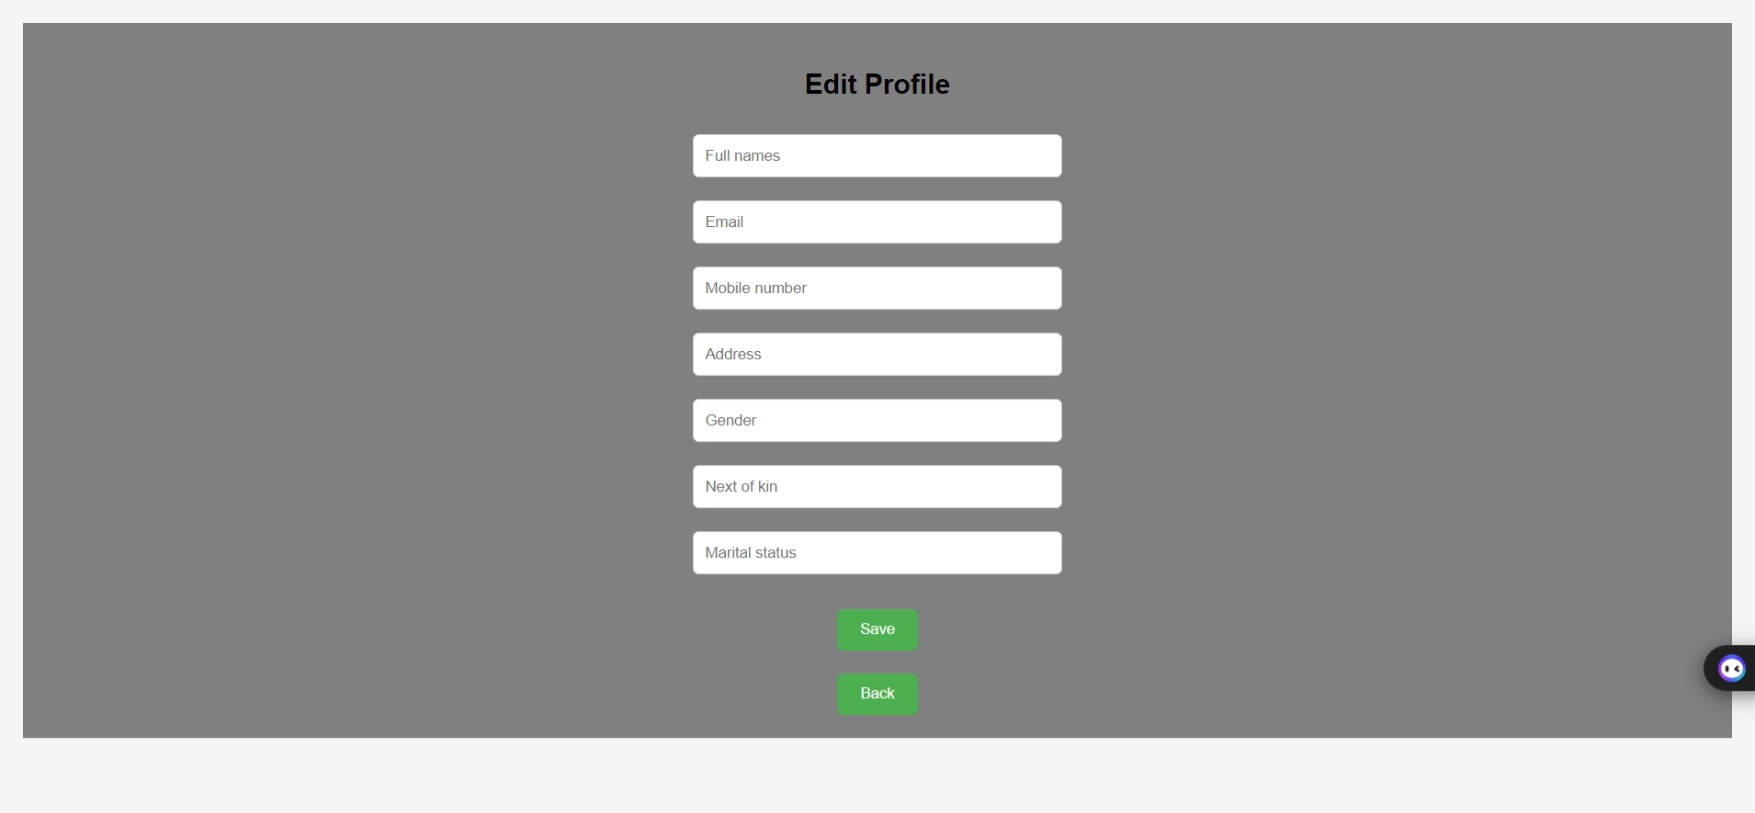 Edit Profile
Full names
Email
Mobile number
Address
Gender
Next of kin
Marital status
Save
Back